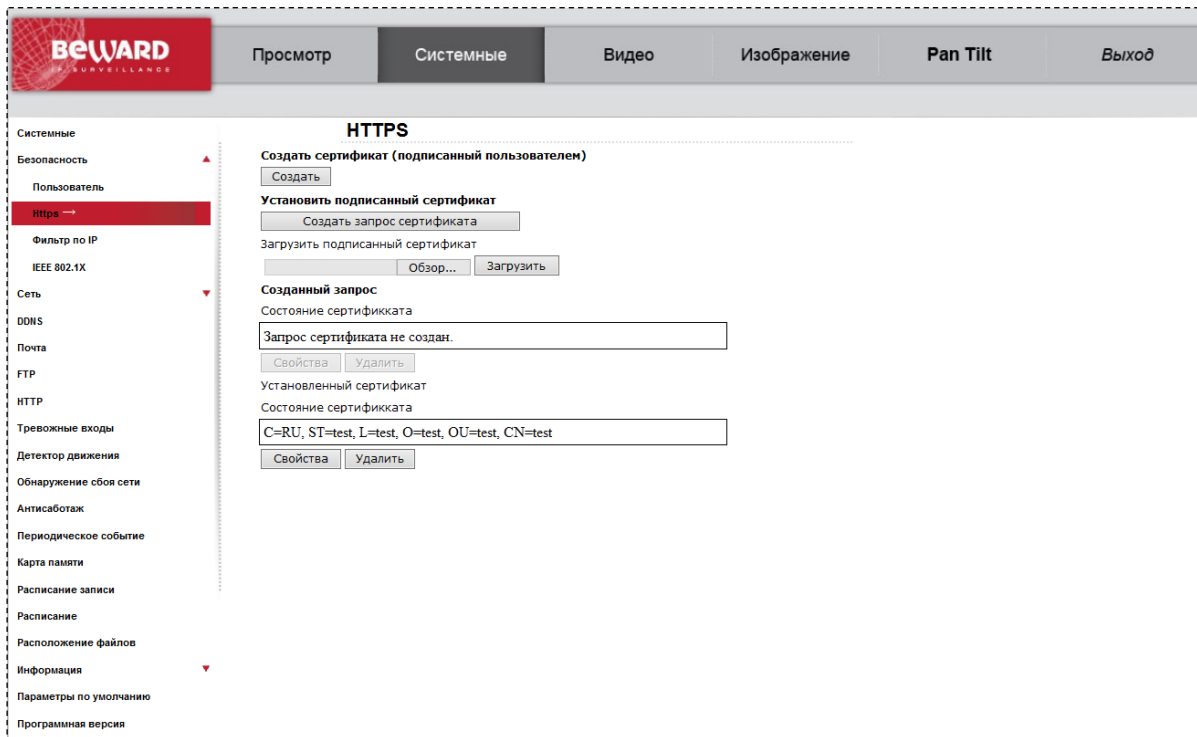 BEWARD
IP SURVEILLANCE
Просмотр
Системные
Видео
Изображение
Pan Tilt
Выход
Системные
Безопасность
Пользователь
Https →
Фильтр по IP
IEEE 802.1X
Сеть
DDNS
Почта
FTP
HTTP
Тревожные входы
Детектор движения
Обнаружение сбоя сети
Антисаботаж
Периодическое событие
Карта памяти
Расписание записи
Расписание
Расположение файлов
Информация
Параметры по умолчанию
Программная версия
HTTPS
Создать сертификат (подписанный пользователем)
Создать
Установить подписанный сертификат
Создать запрос сертификата
Загрузить подписанный сертификат
Обзор... Загрузить
Созданный запрос
Состояние сертификката
Запрос сертификата не создан.
Свойства Удалить
Установленный сертификат
Состояние сертификката
C=RU, ST=test, L=test, O=test, OU=test, CN=test
Свойства Удалить